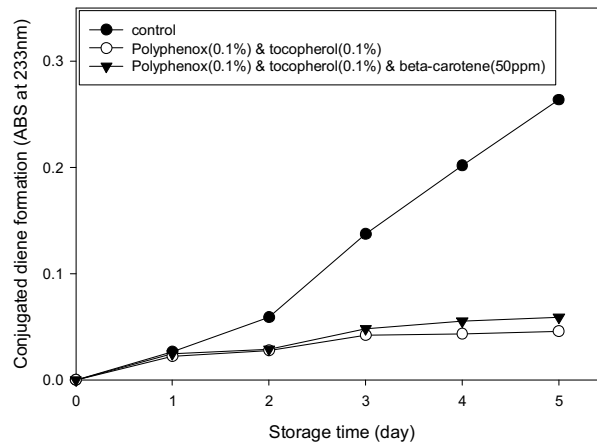 control
Polyphenox(0.1%) & tocopherol(0.1%)
Polyphenox(0.1%) & tocopherol(0.1%) & beta-carotene(50ppm)
Conjugated diene formation (ABS at 233nm)
0.3
0.2
0.1
0.0
0 1 2 3 4 5
Storage time (day)